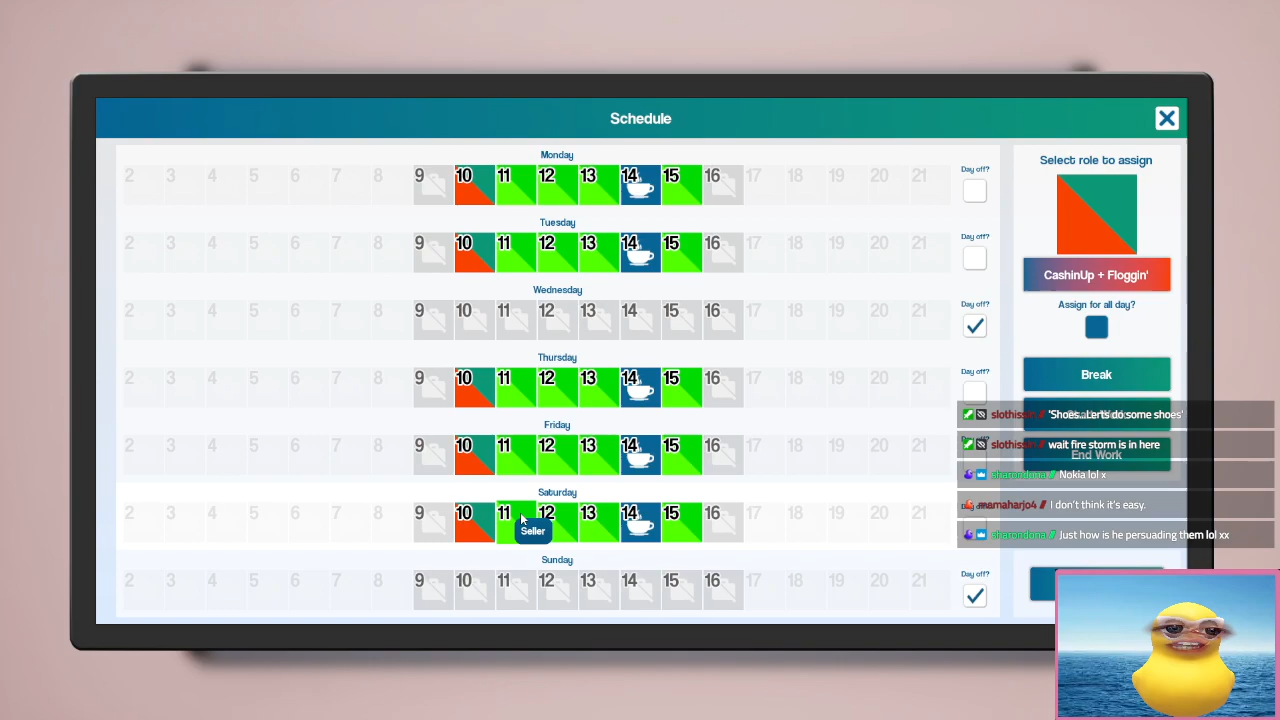 Schedule
Monday
2 3 4 5 6 7 8 9 10 11 12 13 14 15 16 17 18 19 20 21
Day off?
Tuesday
2 3 4 5 6 7 8 9 10 11 12 13 14 15 16 17 18 19 20 21
Day off?
Wednesday
2 3 4 5 6 7 8 9 10 11 12 13 14 15 16 17 18 19 20 21
Day off?
Thursday
2 3 4 5 6 7 8 9 10 11 12 13 14 15 16 17 18 19 20 21
Day off?
Friday
2 3 4 5 6 7 8 9 10 11 12 13 14 15 16 17 18 19 20 21
Saturday
2 3 4 5 6 7 8 9 10 11 12 13 14 15 16 17 18 19 20 21
Seller
Sunday
2 3 4 5 6 7 8 9 10 11 12 13 14 15 16 17 18 19 20 21
Day off?
Select role to assign
CashinUp + Floggin'
Assign for all day?
Break
End Work
'Shoes...Let's do some shoes'
wait fire storm is in here
sharondona // Nokia lol x
mamaharjo4 // I don't think it's easy.
sharondona // Just how is he persuading them lol xx